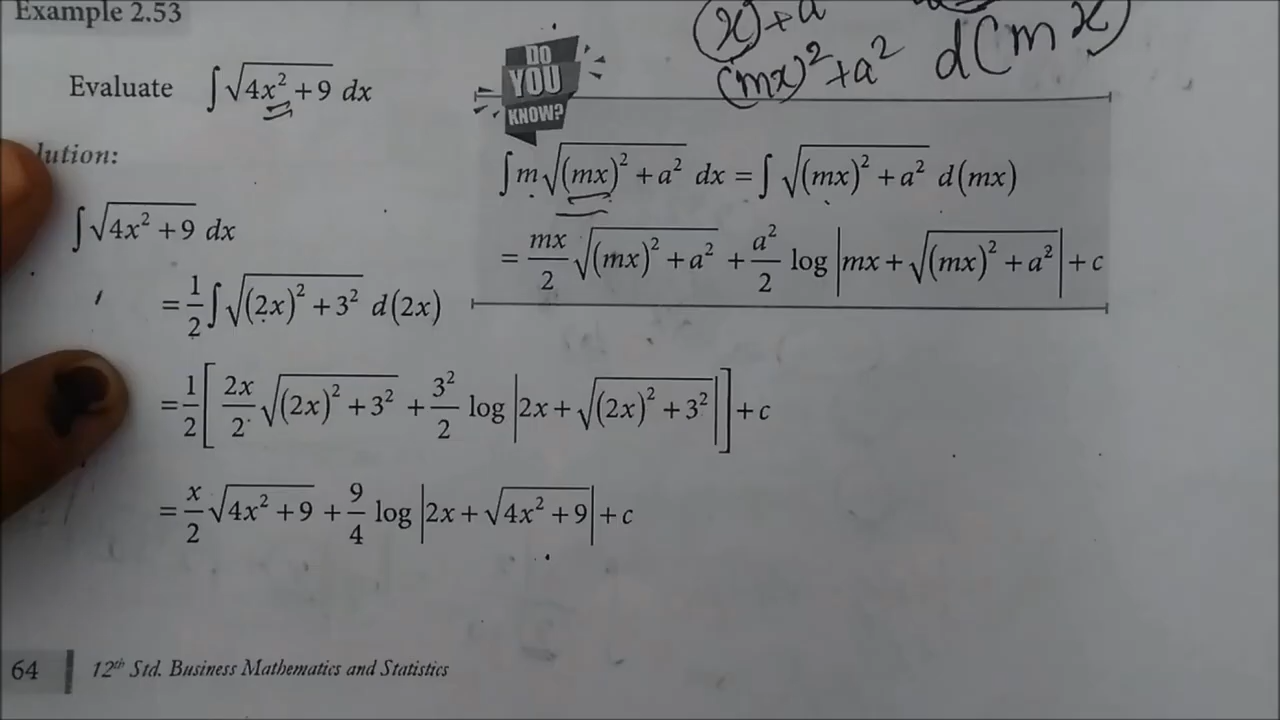 Example 2.53
(x)+a
(mx)²+a² d(mx)
Evaluate ∫√(4x²+9) dx
DO
YOU
KNOW?
lution:
∫m√((mx)²+a²) dx = ∫√((mx)²+a²) d(mx)
= mx/2 √((mx)²+a²) + a²/2 log|mx+√((mx)²+a²)|+c
∫√(4x²+9) dx
= 1/2 ∫√((2x)²+3²) d(2x)
= 1/2 [2x/2 √((2x)²+3²) + 3²/2 log|2x+√((2x)²+3²)|]+c
= x/2 √(4x²+9) + 9/4 log|2x+√(4x²+9)|+c
64 12th Std. Business Mathematics and Statistics